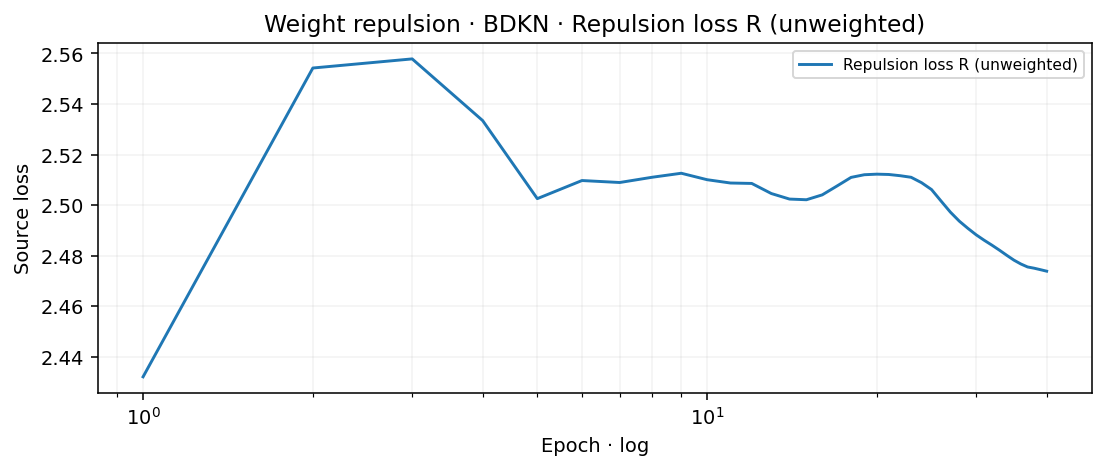 Weight repulsion · BDKN · Repulsion loss R (unweighted)
Repulsion loss R (unweighted)
Source loss
2.56
2.54
2.52
2.50
2.48
2.46
2.44
10⁰
10¹
Epoch · log